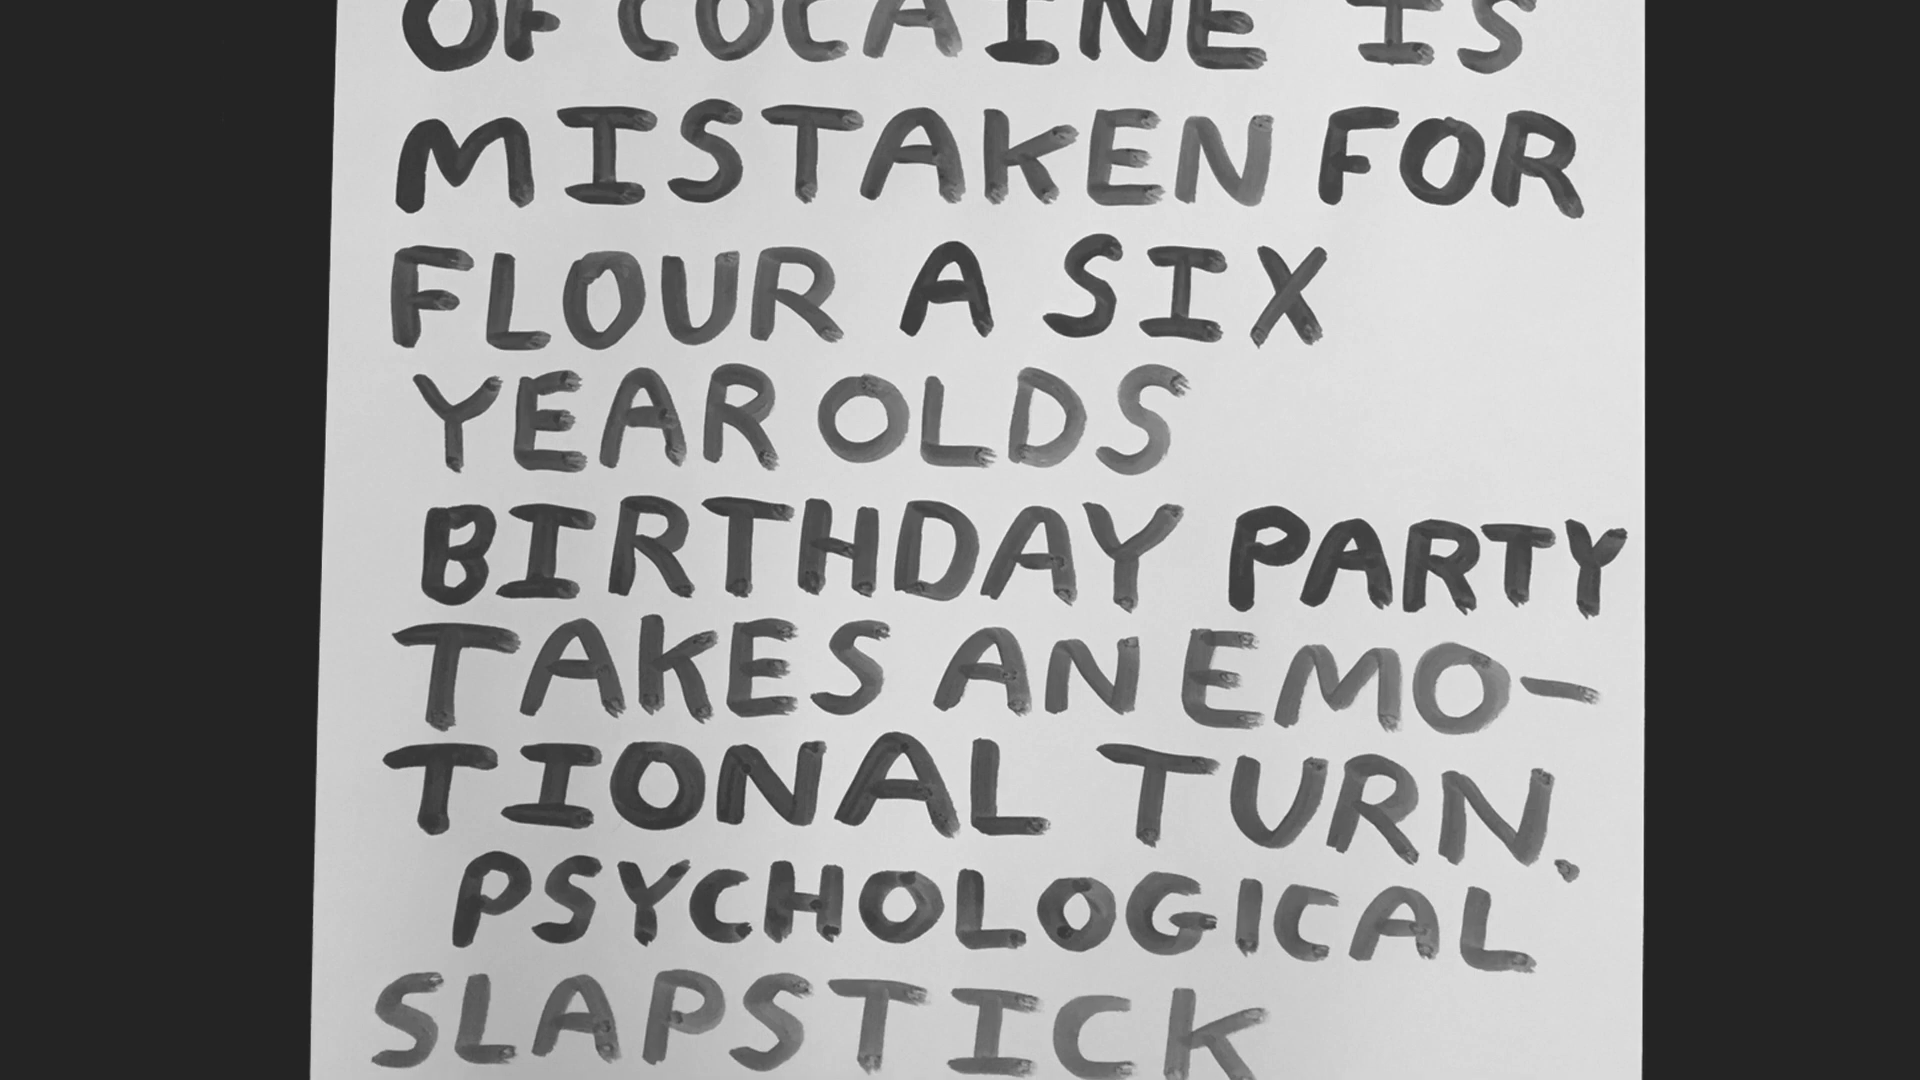 OF COCAINE IS
MISTAKEN FOR
FLOUR A SIX
YEAR OLDS
BIRTHDAY PARTY
TAKES AN EMO-
TIONAL TURN.
PSYCHOLOGICAL
SLAPSTICK